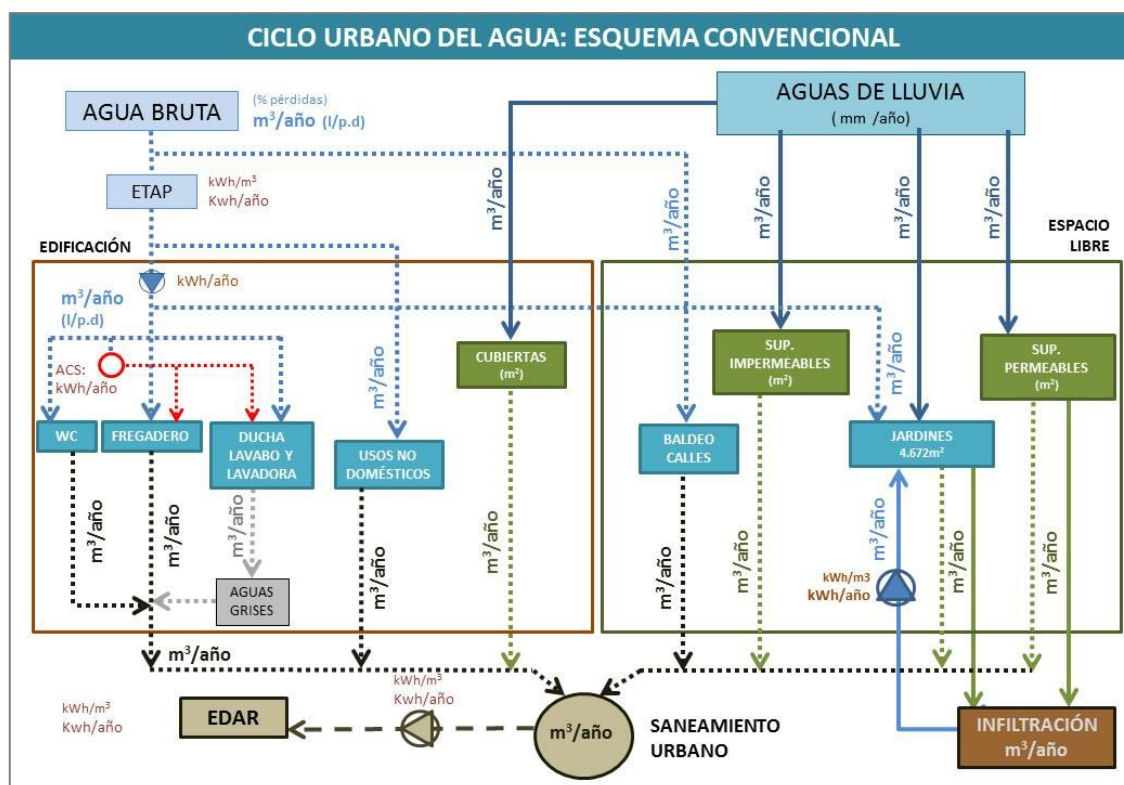 CICLO URBANO DEL AGUA: ESQUEMA CONVENCIONAL
AGUA BRUTA
(% pérdidas)
m³/año (l/p.d)
AGUAS DE LLUVIA
( mm /año)
ETAP
kWh/m³
Kwh/año
m³/año
m³/año
m³/año
m³/año
m³/año
EDIFICACIÓN
ESPACIO
LIBRE
kWh/año
m³/año
(l/p.d)
ACS:
kWh/año
m³/año
CUBIERTAS
(m²)
SUP.
IMPERMEABLES
(m²)
SUP.
PERMEABLES
(m²)
WC
FREGADERO
DUCHA
LAVABO Y
LAVADORA
USOS NO
DOMÉSTICOS
BALDEO
CALLES
JARDINES
4.672m²
m³/año
m³/año
m³/año
m³/año
m³/año
m³/año
m³/año
m³/año
m³/año
m³/año
kWh/m3
kWh/año
AGUAS
GRISES
m³/año
kWh/m³
Kwh/año
EDAR
kWh/m³
Kwh/año
m³/año
SANEAMIENTO
URBANO
INFILTRACIÓN
m³/año